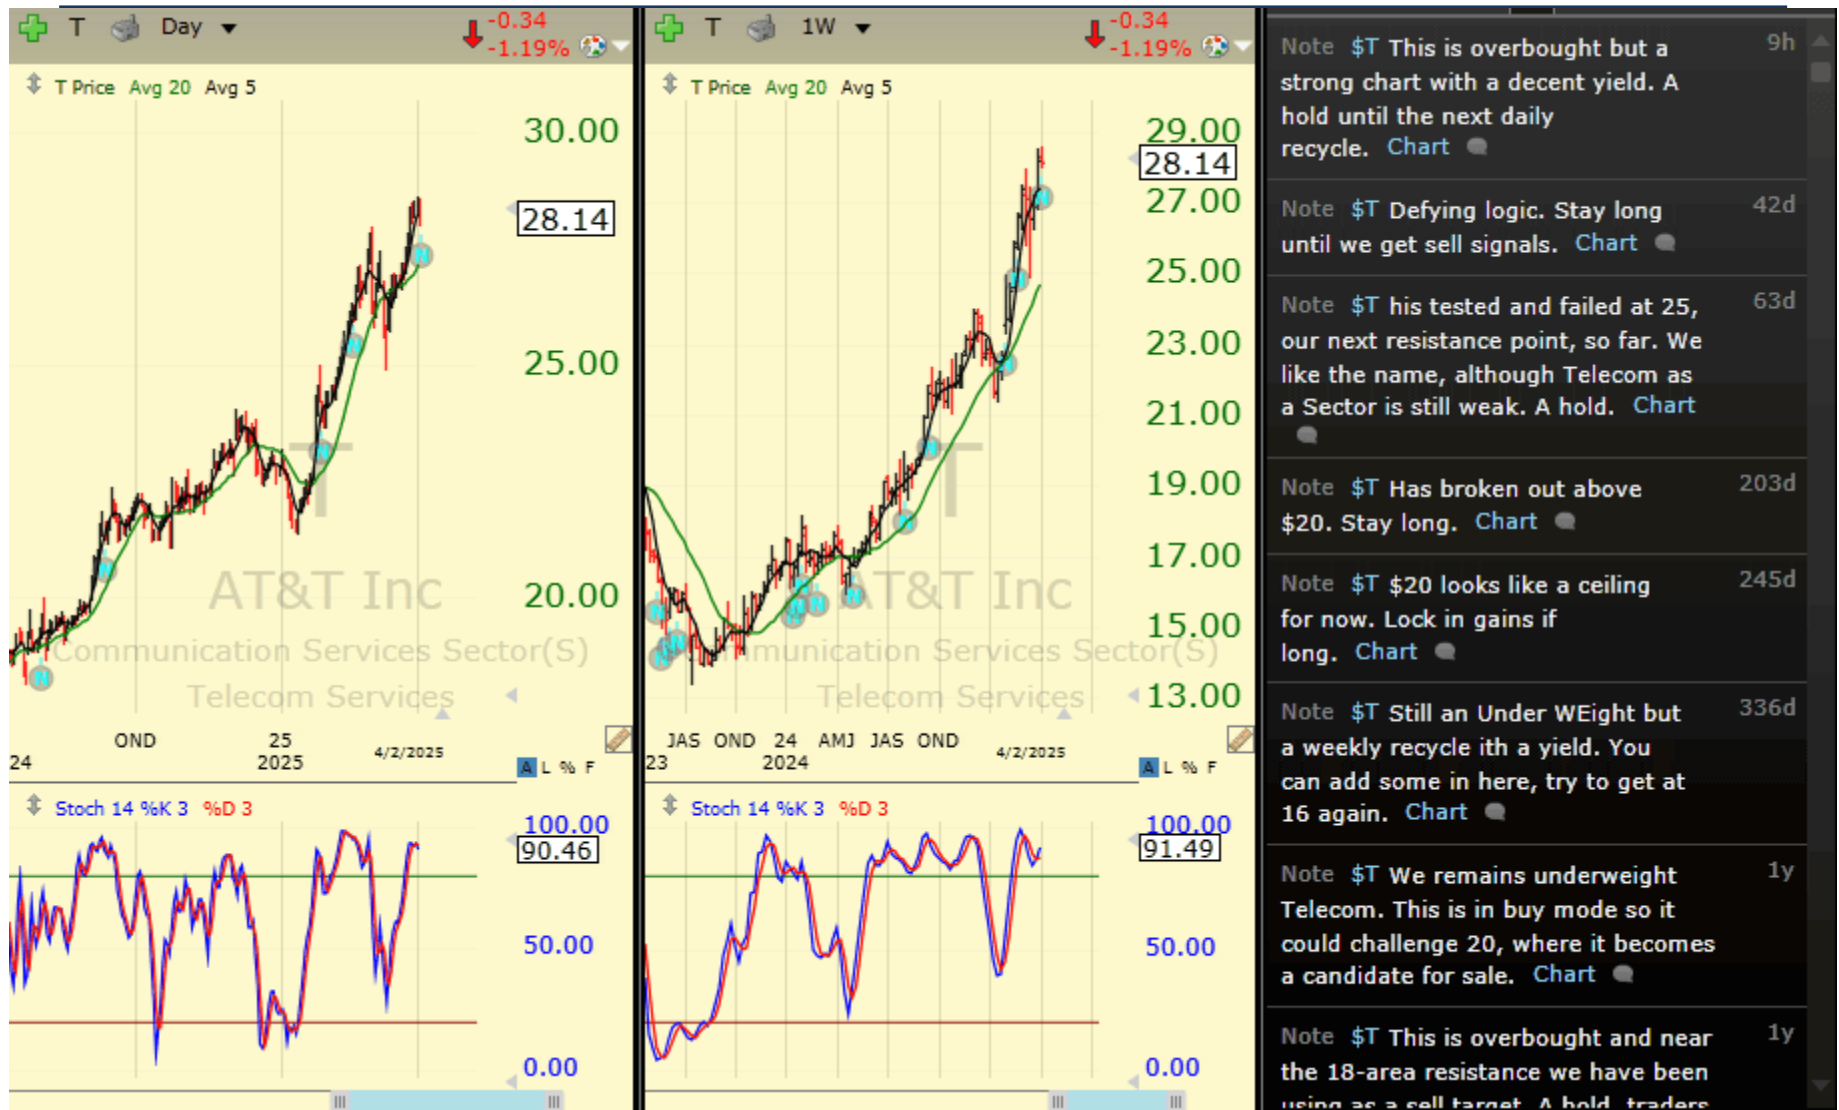 T Day
-0.34
-1.19%
T Price Avg 20 Avg 5
30.00
28.14
25.00
20.00
T
AT&T Inc
Communication Services Sector(S)
Telecom Services
OND 25
24 2025 4/2/2025
A L % F
Stoch 14 %K 3 %D 3
100.00
90.46
50.00
0.00
T 1W
-0.34
-1.19%
T Price Avg 20 Avg 5
29.00
28.14
27.00
25.00
23.00
21.00
19.00
17.00
15.00
13.00
T
AT&T Inc
mmunication Services Sector(S)
Telecom Services
JAS OND 24 AMJ JAS OND
23 2024 4/2/2025
A L % F
Stoch 14 %K 3 %D 3
100.00
91.49
50.00
0.00
Note $T This is overbought but a 9h
strong chart with a decent yield. A
hold until the next daily
recycle. Chart
Note $T Defying logic. Stay long 42d
until we get sell signals. Chart
Note $T his tested and failed at 25, 63d
our next resistance point, so far. We
like the name, although Telecom as
a Sector is still weak. A hold. Chart
Note $T Has broken out above 203d
$20. Stay long. Chart
Note $T $20 looks like a ceiling 245d
for now. Lock in gains if
long. Chart
Note $T Still an Under WEight but 336d
a weekly recycle ith a yield. You
can add some in here, try to get at
16 again. Chart
Note $T We remains underweight 1y
Telecom. This is in buy mode so it
could challenge 20, where it becomes
a candidate for sale. Chart
Note $T This is overbought and near 1y
the 18-area resistance we have been
using as a sell target. A hold, traders